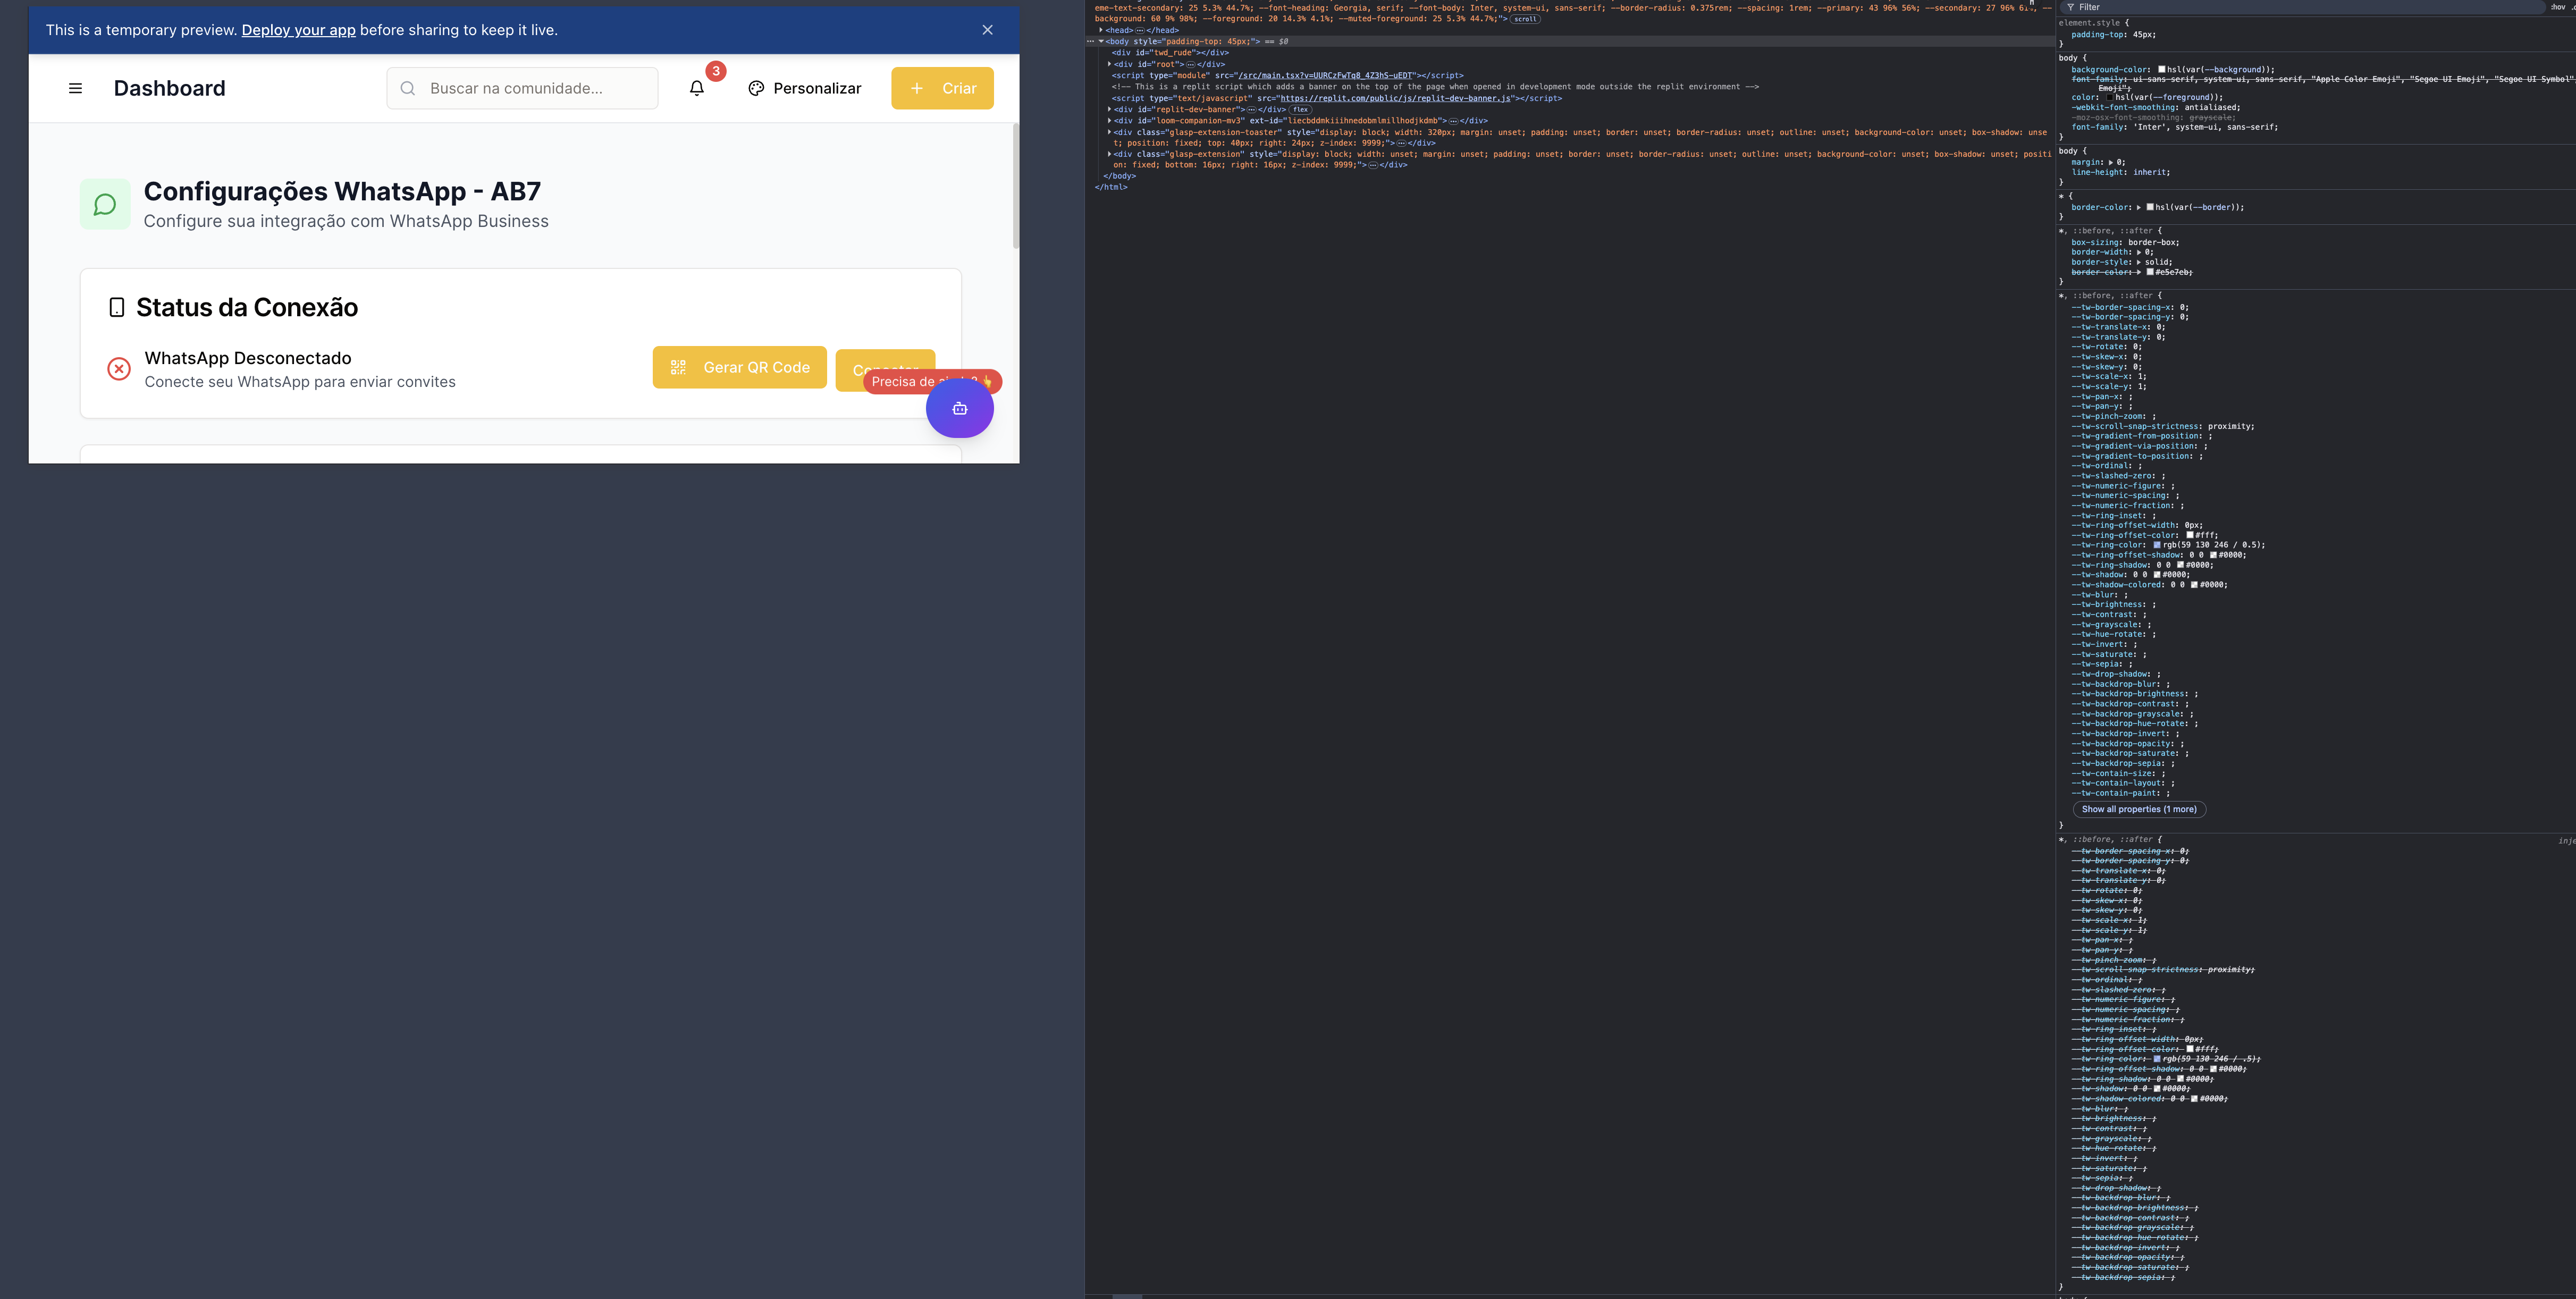 This is a temporary preview. Deploy your app before sharing to keep it live.
Dashboard
Buscar na comunidade...
3
Personalizar
Criar
Configurações WhatsApp - AB7
Configure sua integração com WhatsApp Business
Status da Conexão
WhatsApp Desconectado
Conecte seu WhatsApp para enviar convites
Gerar QR Code
Precisa de
eme-text-secondary: 25 5.3% 44.7%; --font-heading: Georgia, serif; --font-body: Inter, system-ui, sans-serif; --border-radius: 0.375rem; --spacing: 1rem; --primary: 43 96% 56%; --secondary: 27 96%
background: 60 9% 98%; --foreground: 20 14.3% 4.1%; --muted-foreground: 25 5.3% 44.7%;"> scroll
<head>…</head>
<body style="padding-top: 45px;"> == $0
<div id="twd_rude"></div>
<div id="root">…</div>
<script type="module" src="/src/main.tsx?v=UURCzFwTq8_4Z3hS-uEDT"></script>
<!-- This is a replit script which adds a banner on the top of the page when opened in development mode outside the replit environment -->
<script type="text/javascript" src="https://replit.com/public/js/replit-dev-banner.js"></script>
<div id="replit-dev-banner">…</div> flex
<div id="loom-companion-mv3" ext-id="liecbddmkiiihnedobmlmillhodjkdmb">…</div>
<div class="glasp-extension-toaster" style="display: block; width: 320px; margin: unset; padding: unset; border: unset; border-radius: unset; outline: unset; background-color: unset; box-shadow: unse
t; position: fixed; top: 40px; right: 24px; z-index: 9999;">…</div>
<div class="glasp-extension" style="display: block; width: unset; margin: unset; padding: unset; border: unset; border-radius: unset; outline: unset; background-color: unset; box-shadow: unset; positi
on: fixed; bottom: 16px; right: 16px; z-index: 9999;">…</div>
</body>
</html>
Filter
:hov
element.style {
padding-top: 45px;
}
body {
background-color: hsl(var(--background));
font-family: ui-sans-serif, system-ui, sans-serif, "Apple Color Emoji", "Segoe UI Emoji", "Segoe UI Symbol"
Emoji";
color: hsl(var(--foreground));
-webkit-font-smoothing: antialiased;
-moz-osx-font-smoothing: grayscale;
font-family: 'Inter', system-ui, sans-serif;
}
body {
margin: 0;
line-height: inherit;
}
* {
border-color: hsl(var(--border));
}
*, ::before, ::after {
box-sizing: border-box;
border-width: 0;
border-style: solid;
border-color: #e5e7eb;
}
*, ::before, ::after {
--tw-border-spacing-x: 0;
--tw-border-spacing-y: 0;
--tw-translate-x: 0;
--tw-translate-y: 0;
--tw-rotate: 0;
--tw-skew-x: 0;
--tw-skew-y: 0;
--tw-scale-x: 1;
--tw-scale-y: 1;
--tw-pan-x: ;
--tw-pan-y: ;
--tw-pinch-zoom: ;
--tw-scroll-snap-strictness: proximity;
--tw-gradient-from-position: ;
--tw-gradient-via-position: ;
--tw-gradient-to-position: ;
--tw-ordinal: ;
--tw-slashed-zero: ;
--tw-numeric-figure: ;
--tw-numeric-spacing: ;
--tw-numeric-fraction: ;
--tw-ring-inset: ;
--tw-ring-offset-width: 0px;
--tw-ring-offset-color: #fff;
--tw-ring-color: rgb(59 130 246 / 0.5);
--tw-ring-offset-shadow: 0 0 #0000;
--tw-ring-shadow: 0 0 #0000;
--tw-shadow: 0 0 #0000;
--tw-shadow-colored: 0 0 #0000;
--tw-blur: ;
--tw-brightness: ;
--tw-contrast: ;
--tw-grayscale: ;
--tw-hue-rotate: ;
--tw-invert: ;
--tw-saturate: ;
--tw-sepia: ;
--tw-drop-shadow: ;
--tw-backdrop-blur: ;
--tw-backdrop-brightness: ;
--tw-backdrop-contrast: ;
--tw-backdrop-grayscale: ;
--tw-backdrop-hue-rotate: ;
--tw-backdrop-invert: ;
--tw-backdrop-opacity: ;
--tw-backdrop-saturate: ;
--tw-backdrop-sepia: ;
--tw-contain-size: ;
--tw-contain-layout: ;
--tw-contain-paint: ;
Show all properties (1 more)
}
*, ::before, ::after {
inje
--tw-border-spacing-x: 0;
--tw-border-spacing-y: 0;
--tw-translate-x: 0;
--tw-translate-y: 0;
--tw-rotate: 0;
--tw-skew-x: 0;
--tw-skew-y: 0;
--tw-scale-x: 1;
--tw-scale-y: 1;
--tw-pan-x: ;
--tw-pan-y: ;
--tw-pinch-zoom: ;
--tw-scroll-snap-strictness: proximity;
--tw-ordinal: ;
--tw-slashed-zero: ;
--tw-numeric-figure: ;
--tw-numeric-spacing: ;
--tw-numeric-fraction: ;
--tw-ring-inset: ;
--tw-ring-offset-width: 0px;
--tw-ring-offset-color: #fff;
--tw-ring-color: rgb(59 130 246 / .5);
--tw-ring-offset-shadow: 0 0 #0000;
--tw-ring-shadow: 0 0 #0000;
--tw-shadow: 0 0 #0000;
--tw-shadow-colored: 0 0 #0000;
--tw-blur: ;
--tw-brightness: ;
--tw-contrast: ;
--tw-grayscale: ;
--tw-hue-rotate: ;
--tw-invert: ;
--tw-saturate: ;
--tw-sepia: ;
--tw-drop-shadow: ;
--tw-backdrop-blur: ;
--tw-backdrop-brightness: ;
--tw-backdrop-contrast: ;
--tw-backdrop-grayscale: ;
--tw-backdrop-hue-rotate: ;
--tw-backdrop-invert: ;
--tw-backdrop-opacity: ;
--tw-backdrop-saturate: ;
--tw-backdrop-sepia: ;
}